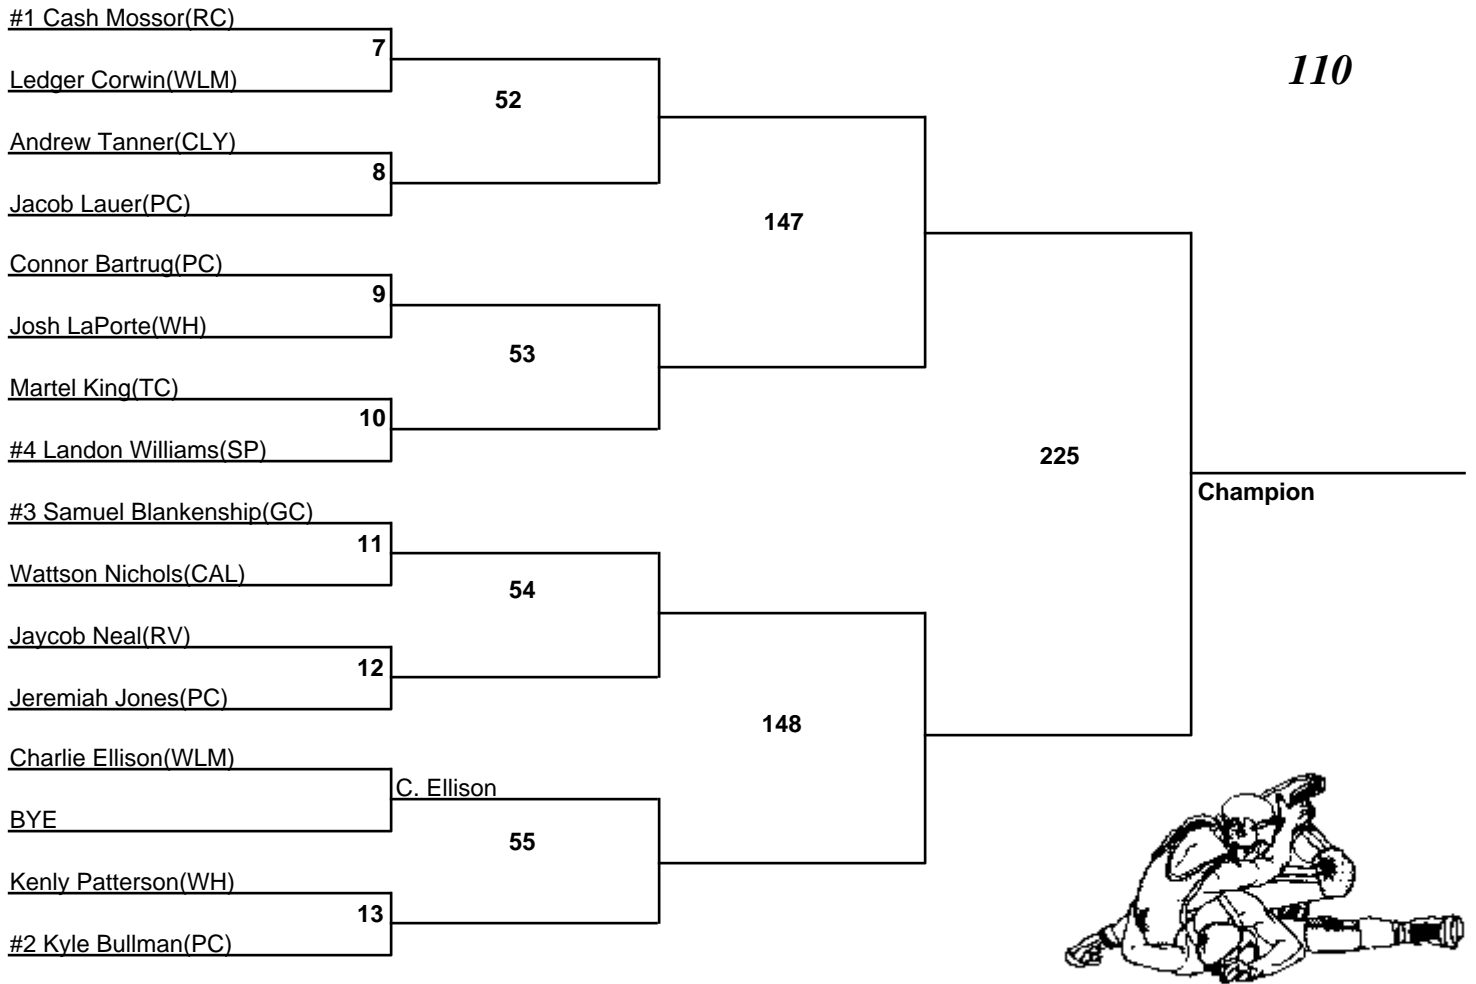 #1 Cash Mossor(RC)
7
110
Ledger Corwin(WLM)
52
Andrew Tanner(CLY)
8
Jacob Lauer(PC)
147
Connor Bartrug(PC)
9
Josh LaPorte(WH)
53
Martel King(TC)
10
#4 Landon Williams(SP)
225
Champion
#3 Samuel Blankenship(GC)
11
Wattson Nichols(CAL)
54
Jaycob Neal(RV)
12
Jeremiah Jones(PC)
148
Charlie Ellison(WLM)
C. Ellison
BYE
55
Kenly Patterson(WH)
13
#2 Kyle Bullman(PC)